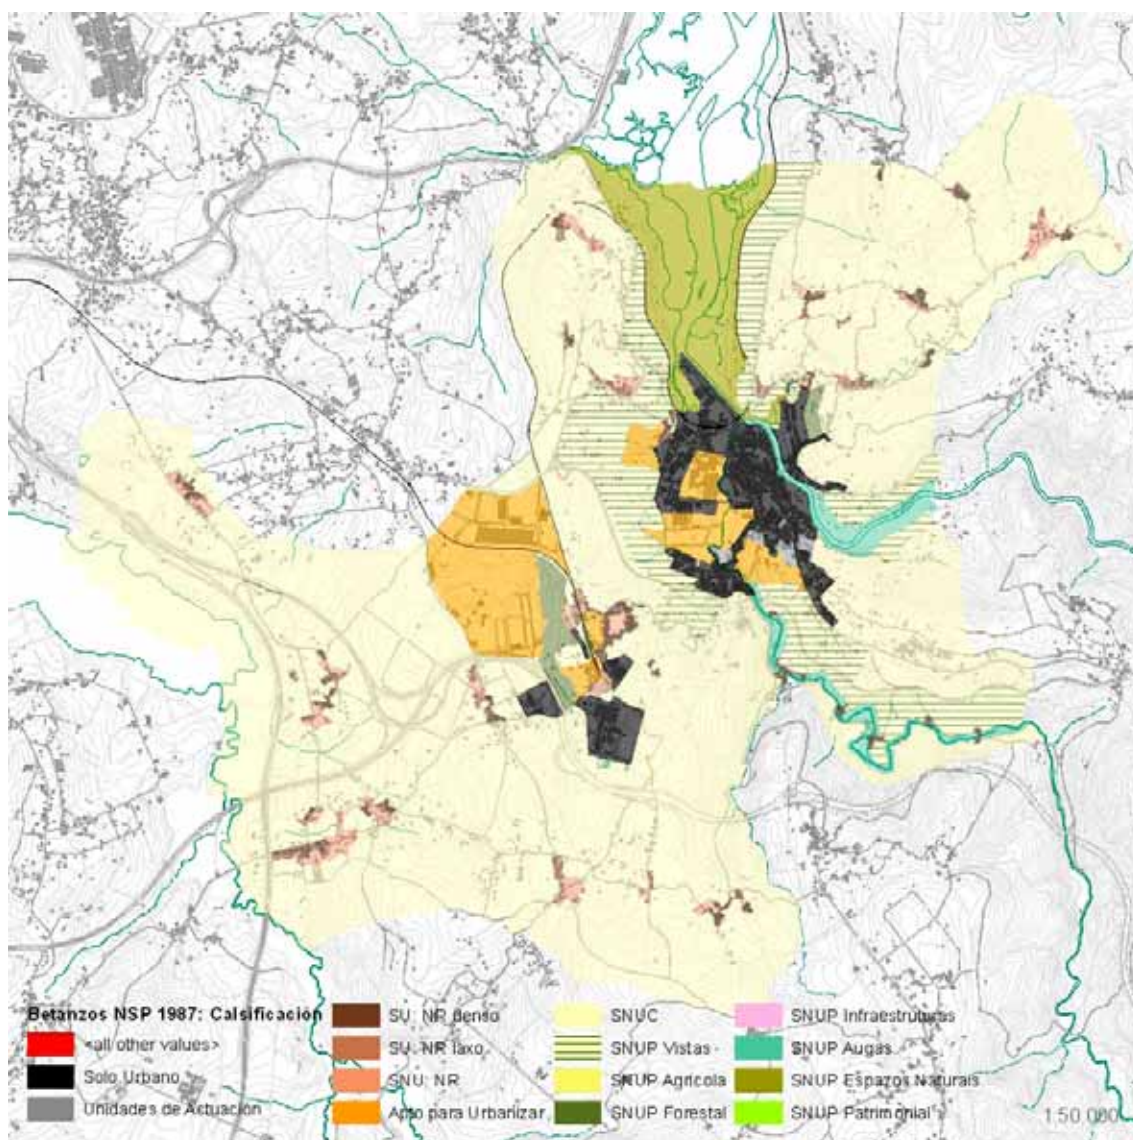 Betanzos NSP 1987: Calsificación
<all other values>
Solo Urbano
Unidades de Actuación
SU: NR denso
SU: NR laxo
SNU: NR
Apto para Urbanizar
SNUC
SNUP Vistas
SNUP Agrícola
SNUP Forestal
SNUP Infraestruturas
SNUP Augas
SNUP Espazos Naturais
SNUP Patrimonial
1:50.000